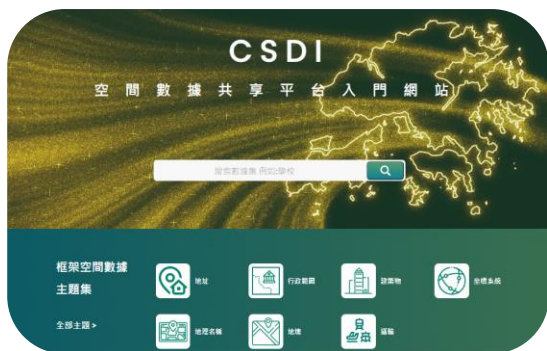 CSDI
空間數據共享平台入門網站
搜索數據集 例如:學校
框架空間數據
主題集
地址
行政範圍
建築物
坐標系統
全部主題 >
地理名稱
地境
運輸